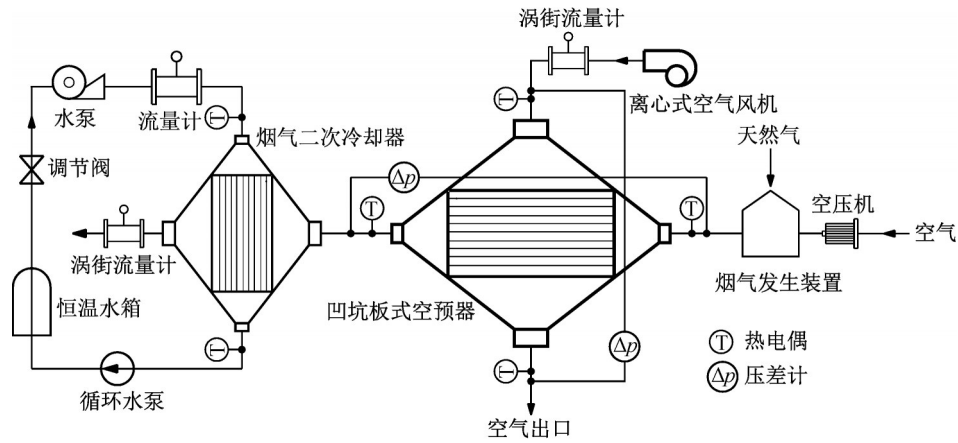 涡街流量计
离心式空气风机
水泵
流量计
T
T
烟气二次冷却器
天然气
调节阀
Δp
T
T
空压机
空气
涡街流量计
烟气发生装置
恒温水箱
凹坑板式空预器
T
Δp
T
热电偶
T
Δp
压差计
循环水泵
空气出口